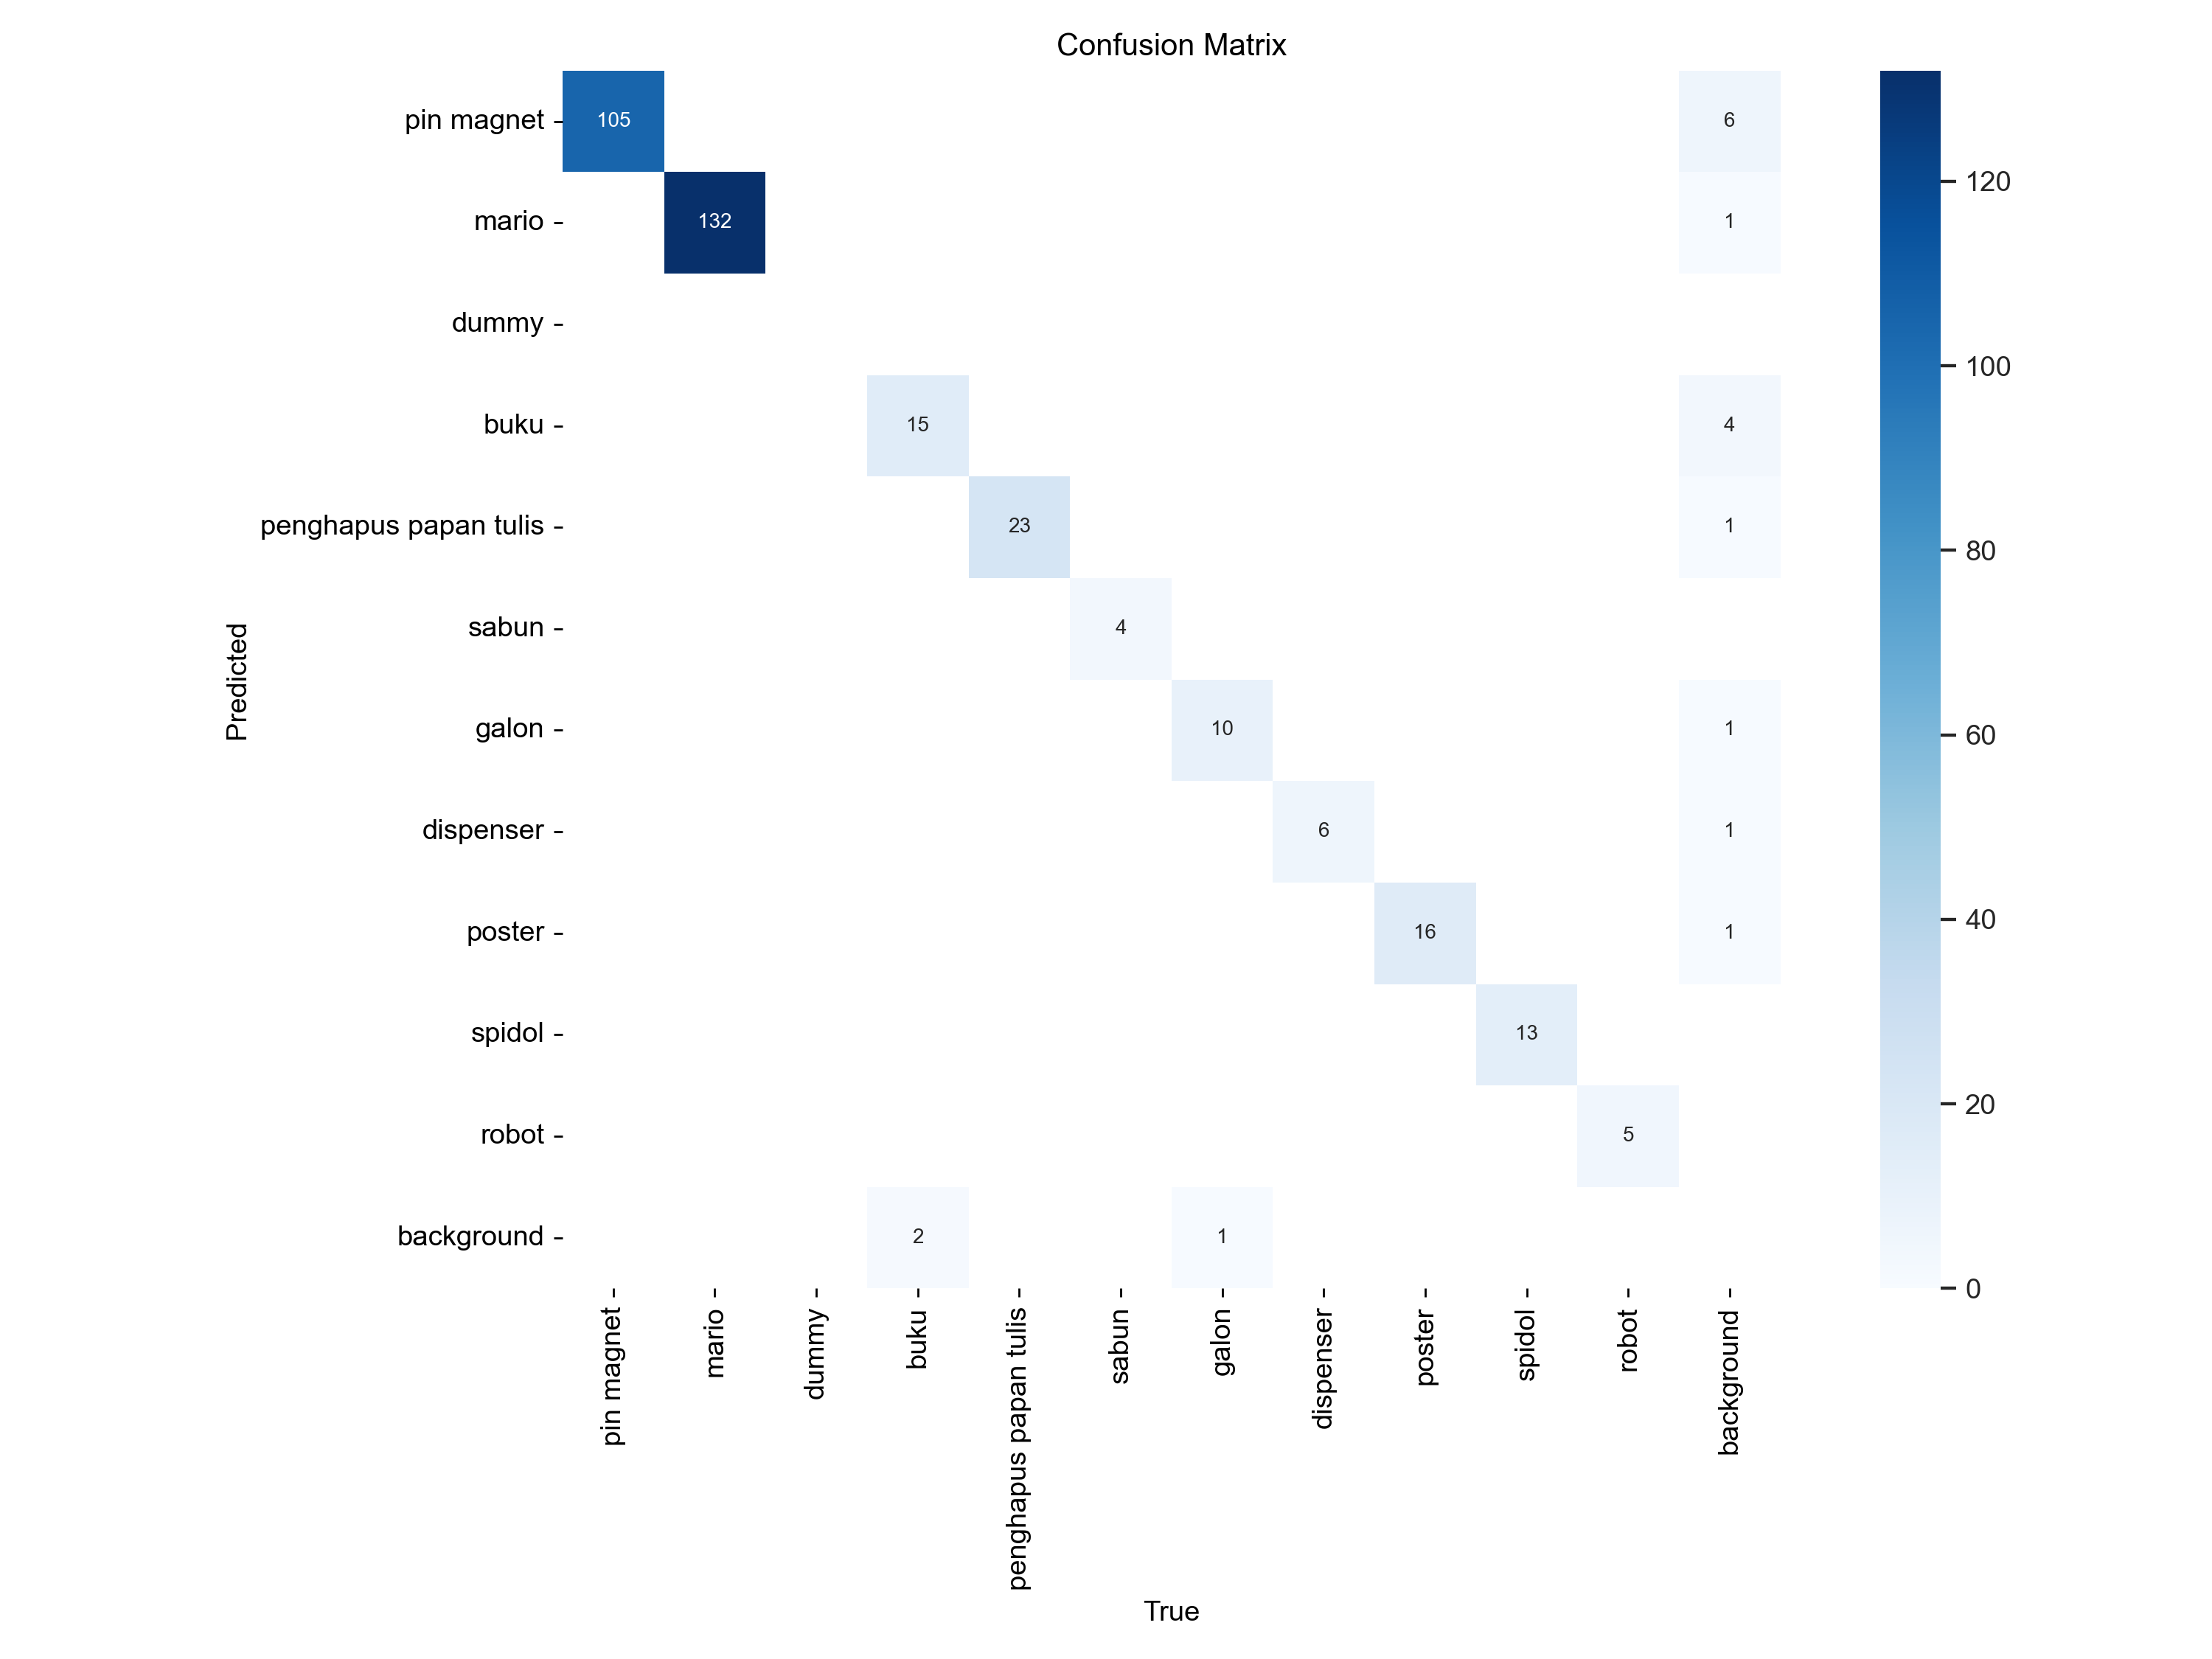 Confusion Matrix
pin magnet 105 6
mario 132 1
120
dummy
100
buku 15 4
penghapus papan tulis 23 1
80
sabun 4
Predicted
galon 10 1
60
dispenser 6 1
40
poster 16 1
spidol 13
20
robot 5
background 2 1
0
pin magnet
mario
dummy
buku
penghapus papan tulis
sabun
galon
dispenser
poster
spidol
robot
background
True